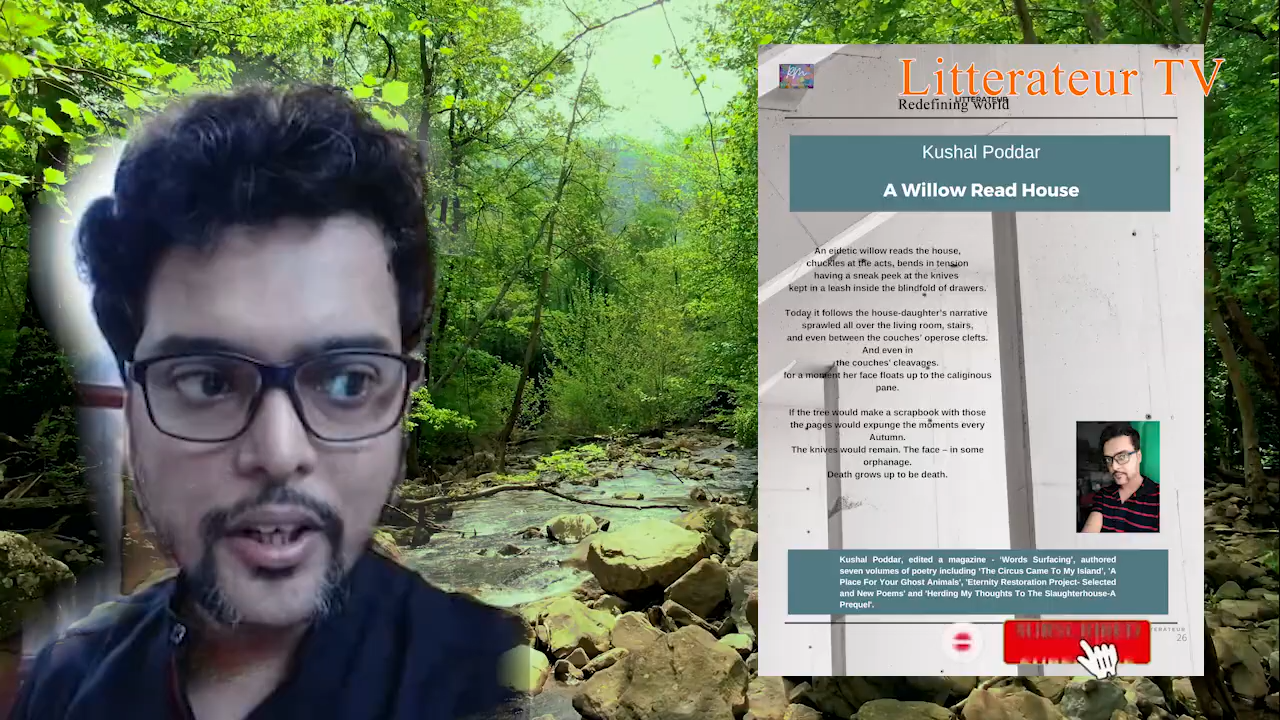 Litterateur TV
LITTERATEUR
Redefining world
Kushal Poddar
A Willow Read House
An eidetic willow reads the house,
chuckles at the acts, bends in tension
having a sneak peek at the knives
kept in a leash inside the blindfold of drawers.
Today it follows the house-daughter's narrative
sprawled all over the living room, stairs,
and even between the couches' operose clefts.
And even in
the couches' cleavages.
for a moment her face floats up to the caliginous
pane.
If the tree would make a scrapbook with those
the pages would expunge the moments every
Autumn.
The knives would remain. The face – in some
orphanage.
Death grows up to be death.
Kushal Poddar, edited a magazine - 'Words Surfacing', authored
seven volumes of poetry including 'The Circus Came To My Island', 'A
Place For Your Ghost Animals', 'Eternity Restoration Project- Selected
and New Poems' and 'Herding My Thoughts To The Slaughterhouse-A
Prequel'.
26